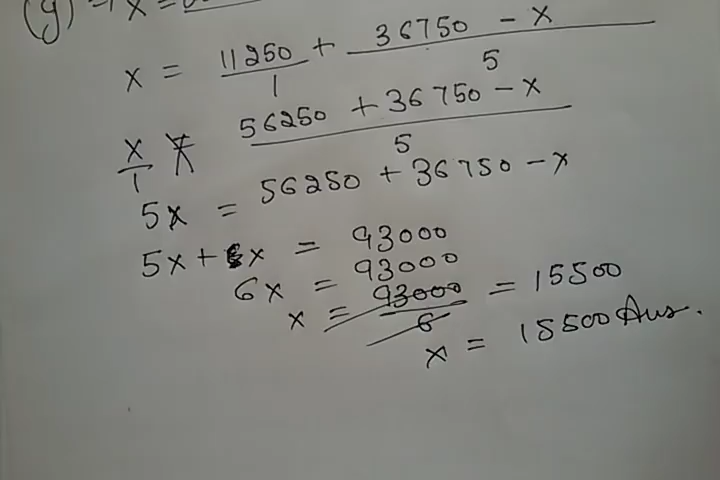 (g) → x =
x = 11250/1 + 36750 - x/5
x/1 = 56250 + 36750 - x/5
5x = 56250 + 36750 - x
5x + x = 93000
6x = 93000
x = 93000/6 = 15500
x = 15500 Ans.